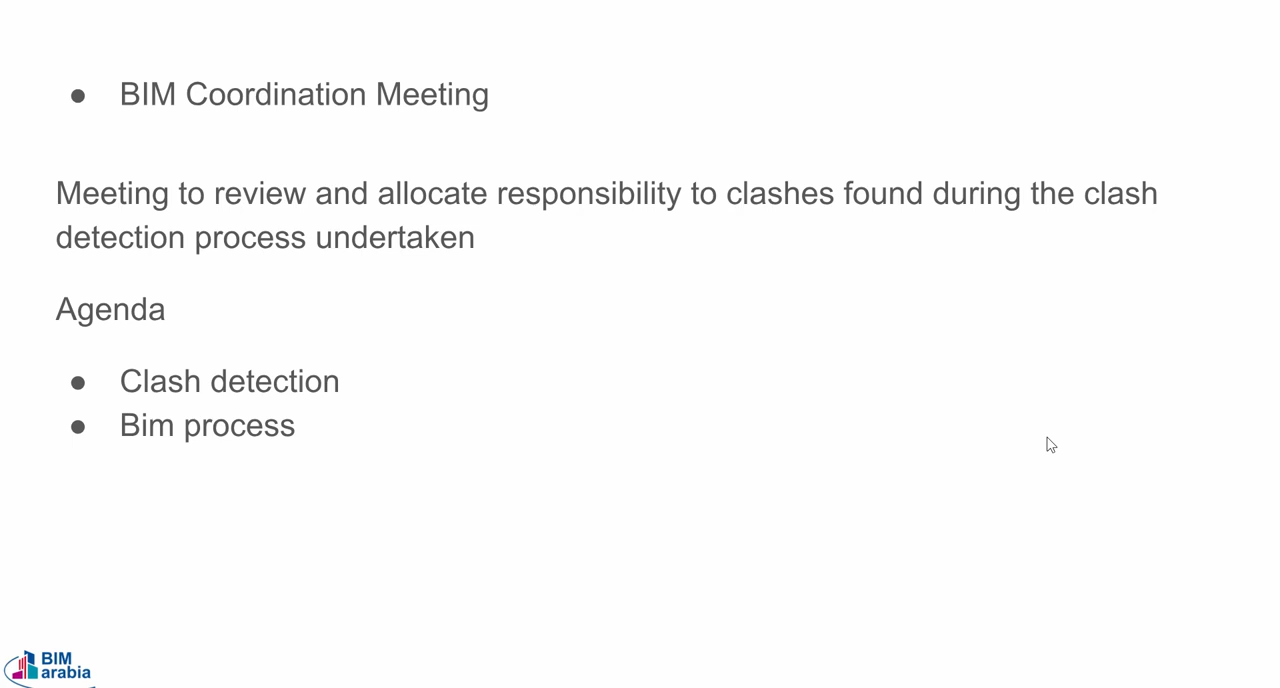 ● BIM Coordination Meeting
Meeting to review and allocate responsibility to clashes found during the clash
detection process undertaken
Agenda
● Clash detection
● Bim process
BIM
arabia